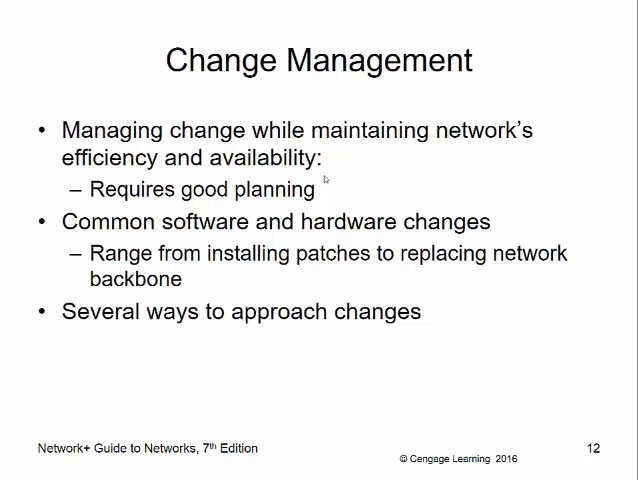 Change Management
• Managing change while maintaining network's
efficiency and availability:
– Requires good planning
• Common software and hardware changes
– Range from installing patches to replacing network
backbone
• Several ways to approach changes
Network+ Guide to Networks, 7th Edition
© Cengage Learning 2016
12